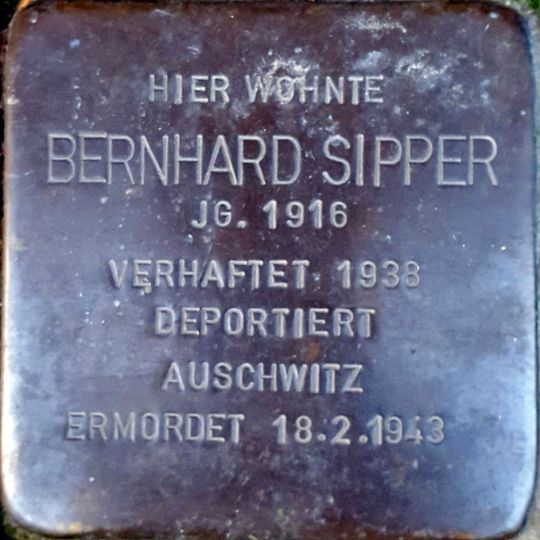 HIER WOHNTE
BERNHARD SIPPER
JG. 1916
VERHAFTET 1938
DEPORTIERT
AUSCHWITZ
ERMORDET 18.2.1943